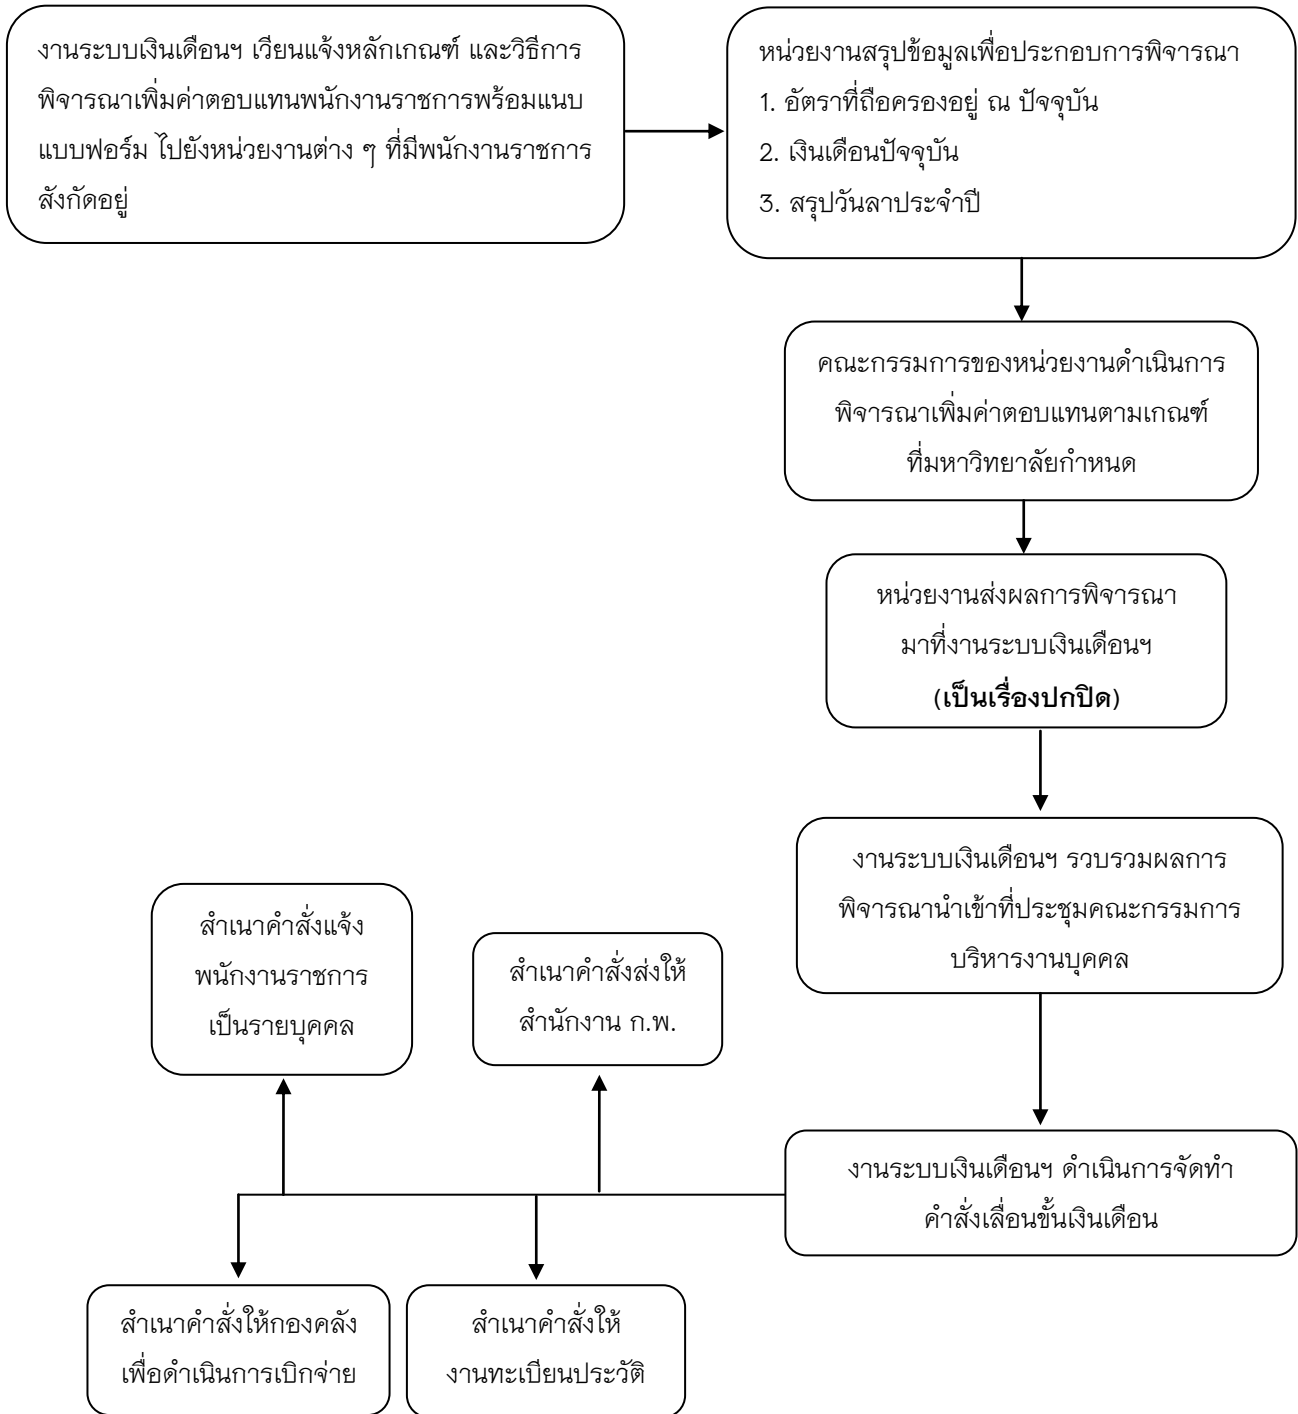 งานระบบเงินเดือนฯ เวียนแจ้งหลักเกณฑ์ และวิธีการ
พิจารณาเพิ่มค่าตอบแทนพนักงานราชการพร้อมแนบ
แบบฟอร์ม ไปยังหน่วยงานต่าง ๆ ที่มีพนักงานราชการ
สังกัดอยู่
หน่วยงานสรุปข้อมูลเพื่อประกอบการพิจารณา
1. อัตราที่ถือครองอยู่ ณ ปัจจุบัน
2. เงินเดือนปัจจุบัน
3. สรุปวันลาประจำปี
คณะกรรมการของหน่วยงานดำเนินการ
พิจารณาเพิ่มค่าตอบแทนตามเกณฑ์
ที่มหาวิทยาลัยกำหนด
หน่วยงานส่งผลการพิจารณา
มาที่งานระบบเงินเดือนฯ
(เป็นเรื่องปกปิด)
งานระบบเงินเดือนฯ รวบรวมผลการ
พิจารณานำเข้าที่ประชุมคณะกรรมการ
บริหารงานบุคคล
งานระบบเงินเดือนฯ ดำเนินการจัดทำ
คำสั่งเลื่อนขั้นเงินเดือน
สำเนาคำสั่งแจ้ง
พนักงานราชการ
เป็นรายบุคคล
สำเนาคำสั่งส่งให้
สำนักงาน ก.พ.
สำเนาคำสั่งให้กองคลัง
เพื่อดำเนินการเบิกจ่าย
สำเนาคำสั่งให้
งานทะเบียนประวัติ